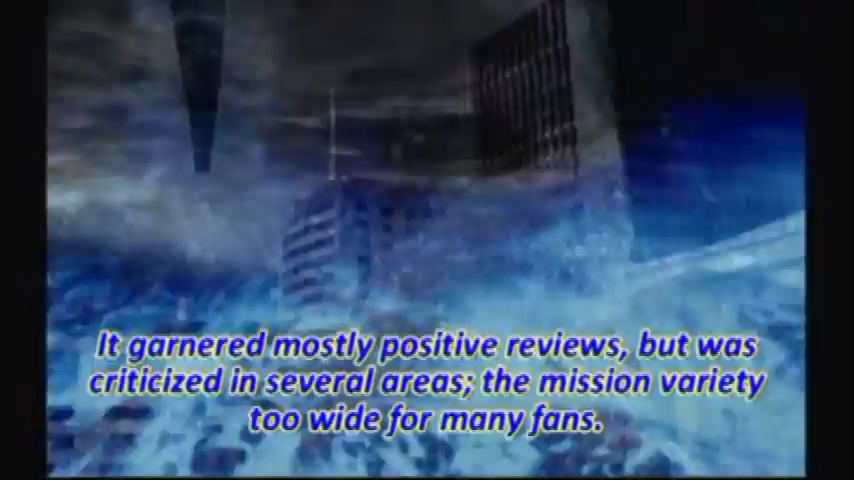 It garnered mostly positive reviews, but was
criticized in several areas; the mission variety
too wide for many fans.